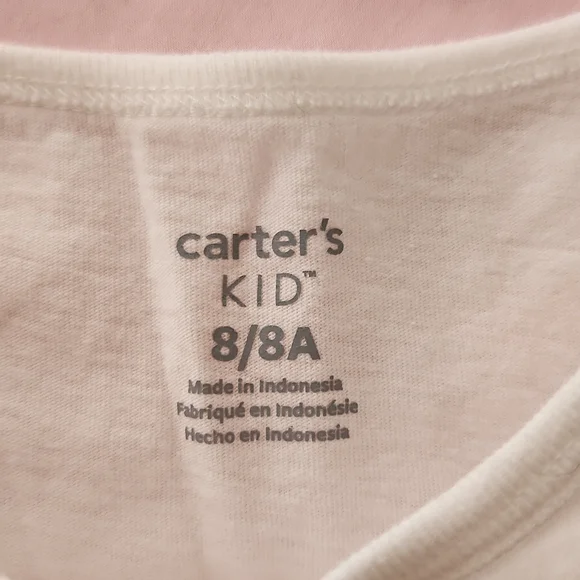 carter's
KID™
8/8A
Made in Indonesia
Fabriqué en Indonésie
Hecho en Indonesia